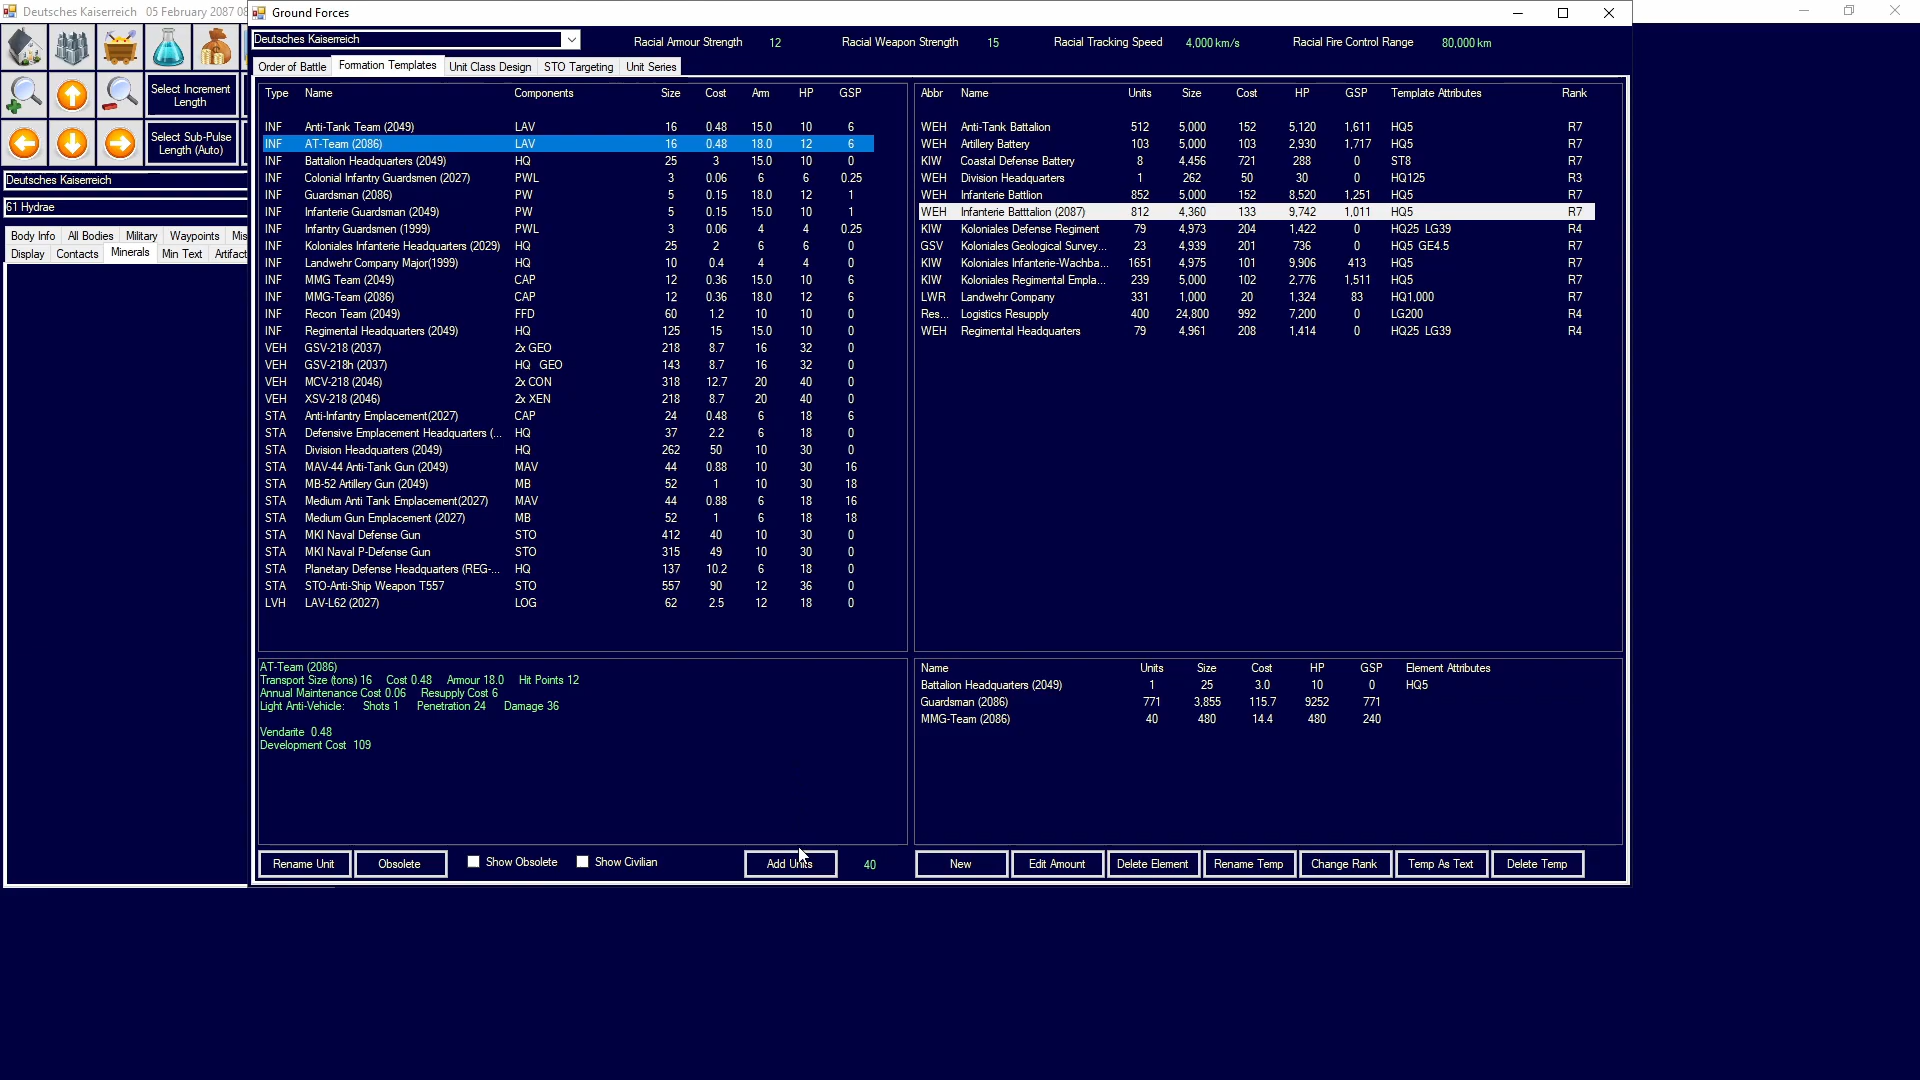 Deutsches Kaiserreich 05 February 2087 08
Ground Forces
Deutsches Kaiserreich
Racial Armour Strength 12 Racial Weapon Strength 15 Racial Tracking Speed 4,000 km/s Racial Fire Control Range 80,000 km
Order of Battle Formation Templates Unit Class Design STO Targeting Unit Series
Select Increment Length
Select Sub-Pulse Length (Auto)
Deutsches Kaiserreich
61 Hydrae
Body Info All Bodies Military Waypoints Mis
Display Contacts Minerals Min Text Artifact
Type Name Components Size Cost Arm HP GSP
INF Anti-Tank Team (2049) LAV 16 0.48 15.0 10 6
INF AT-Team (2086) LAV 16 0.48 18.0 12 6
INF Battalion Headquarters (2049) HQ 25 3 15.0 10 0
INF Colonial Infantry Guardsmen (2027) PWL 3 0.06 6 6 0.25
INF Guardsman (2086) PW 5 0.15 18.0 12 1
INF Infanterie Guardsman (2049) PW 5 0.15 15.0 10 1
INF Infantry Guardsmen (1999) PWL 3 0.06 4 4 0.25
INF Koloniales Infanterie Headquarters (2029) HQ 25 2 6 6 0
INF Landwehr Company Major(1999) HQ 10 0.4 4 4 0
INF MMG Team (2049) CAP 12 0.36 15.0 10 6
INF MMG-Team (2086) CAP 12 0.36 18.0 12 6
INF Recon Team (2049) FFD 60 1.2 10 10 0
INF Regimental Headquarters (2049) HQ 125 15 15.0 10 0
VEH GSV-218 (2037) 2x GEO 218 8.7 16 32 0
VEH GSV-218h (2037) HQ GEO 143 8.7 16 32 0
VEH MCV-218 (2046) 2x CON 318 12.7 20 40 0
VEH XSV-218 (2046) 2x XEN 218 8.7 20 40 0
STA Anti-Infantry Emplacement(2027) CAP 24 0.48 6 18 6
STA Defensive Emplacement Headquarters (... HQ 37 2.2 6 18 0
STA Division Headquarters (2049) HQ 262 50 10 30 0
STA MAV-44 Anti-Tank Gun (2049) MAV 44 0.88 10 30 16
STA MB-52 Artillery Gun (2049) MB 52 1 10 30 18
STA Medium Anti Tank Emplacement(2027) MAV 44 0.88 6 18 16
STA Medium Gun Emplacement (2027) MB 52 1 6 18 18
STA MKI Naval Defense Gun STO 412 40 10 30 0
STA MKI Naval P-Defense Gun STO 315 49 10 30 0
STA Planetary Defense Headquarters (REG-... HQ 137 10.2 6 18 0
STA STO-Anti-Ship Weapon T557 STO 557 90 12 36 0
LVH LAV-L62 (2027) LOG 62 2.5 12 18 0
Abbr Name Units Size Cost HP GSP Template Attributes Rank
WEH Anti-Tank Battalion 512 5,000 152 5,120 1,611 HQ5 R7
WEH Artillery Battery 103 5,000 103 2,930 1,717 HQ5 R7
KIW Coastal Defense Battery 8 4,456 721 288 0 ST8 R7
WEH Division Headquarters 1 262 50 30 0 HQ125 R3
WEH Infanterie Battlion 852 5,000 152 8,520 1,251 HQ5 R7
WEH Infanterie Batttalion (2087) 812 4,360 133 9,742 1,011 HQ5 R7
KIW Koloniales Defense Regiment 79 4,973 204 1,422 0 HQ25 LG39 R4
GSV Koloniales Geological Survey... 23 4,939 201 736 0 HQ5 GE4.5 R7
KIW Koloniales Infanterie-Wachba... 1651 4,975 101 9,906 413 HQ5 R7
KIW Koloniales Regimental Empla... 239 5,000 102 2,776 1,511 HQ5 R7
LWR Landwehr Company 331 1,000 20 1,324 83 HQ1,000 R7
Res... Logistics Resupply 400 24,800 992 7,200 0 LG200 R4
WEH Regimental Headquarters 79 4,961 208 1,414 0 HQ25 LG39 R4
AT-Team (2086)
Transport Size (tons) 16 Cost 0.48 Armour 18.0 Hit Points 12
Annual Maintenance Cost 0.06 Resupply Cost 6
Light Anti-Vehicle: Shots 1 Penetration 24 Damage 36
Vendarite 0.48
Development Cost 109
Name Units Size Cost HP GSP Element Attributes
Battalion Headquarters (2049) 1 25 3.0 10 0 HQ5
Guardsman (2086) 771 3,855 115.7 9252 771
MMG-Team (2086) 40 480 14.4 480 240
Rename Unit Obsolete Show Obsolete Show Civilian Add Units 40 New Edit Amount Delete Element Rename Temp Change Rank Temp As Text Delete Temp